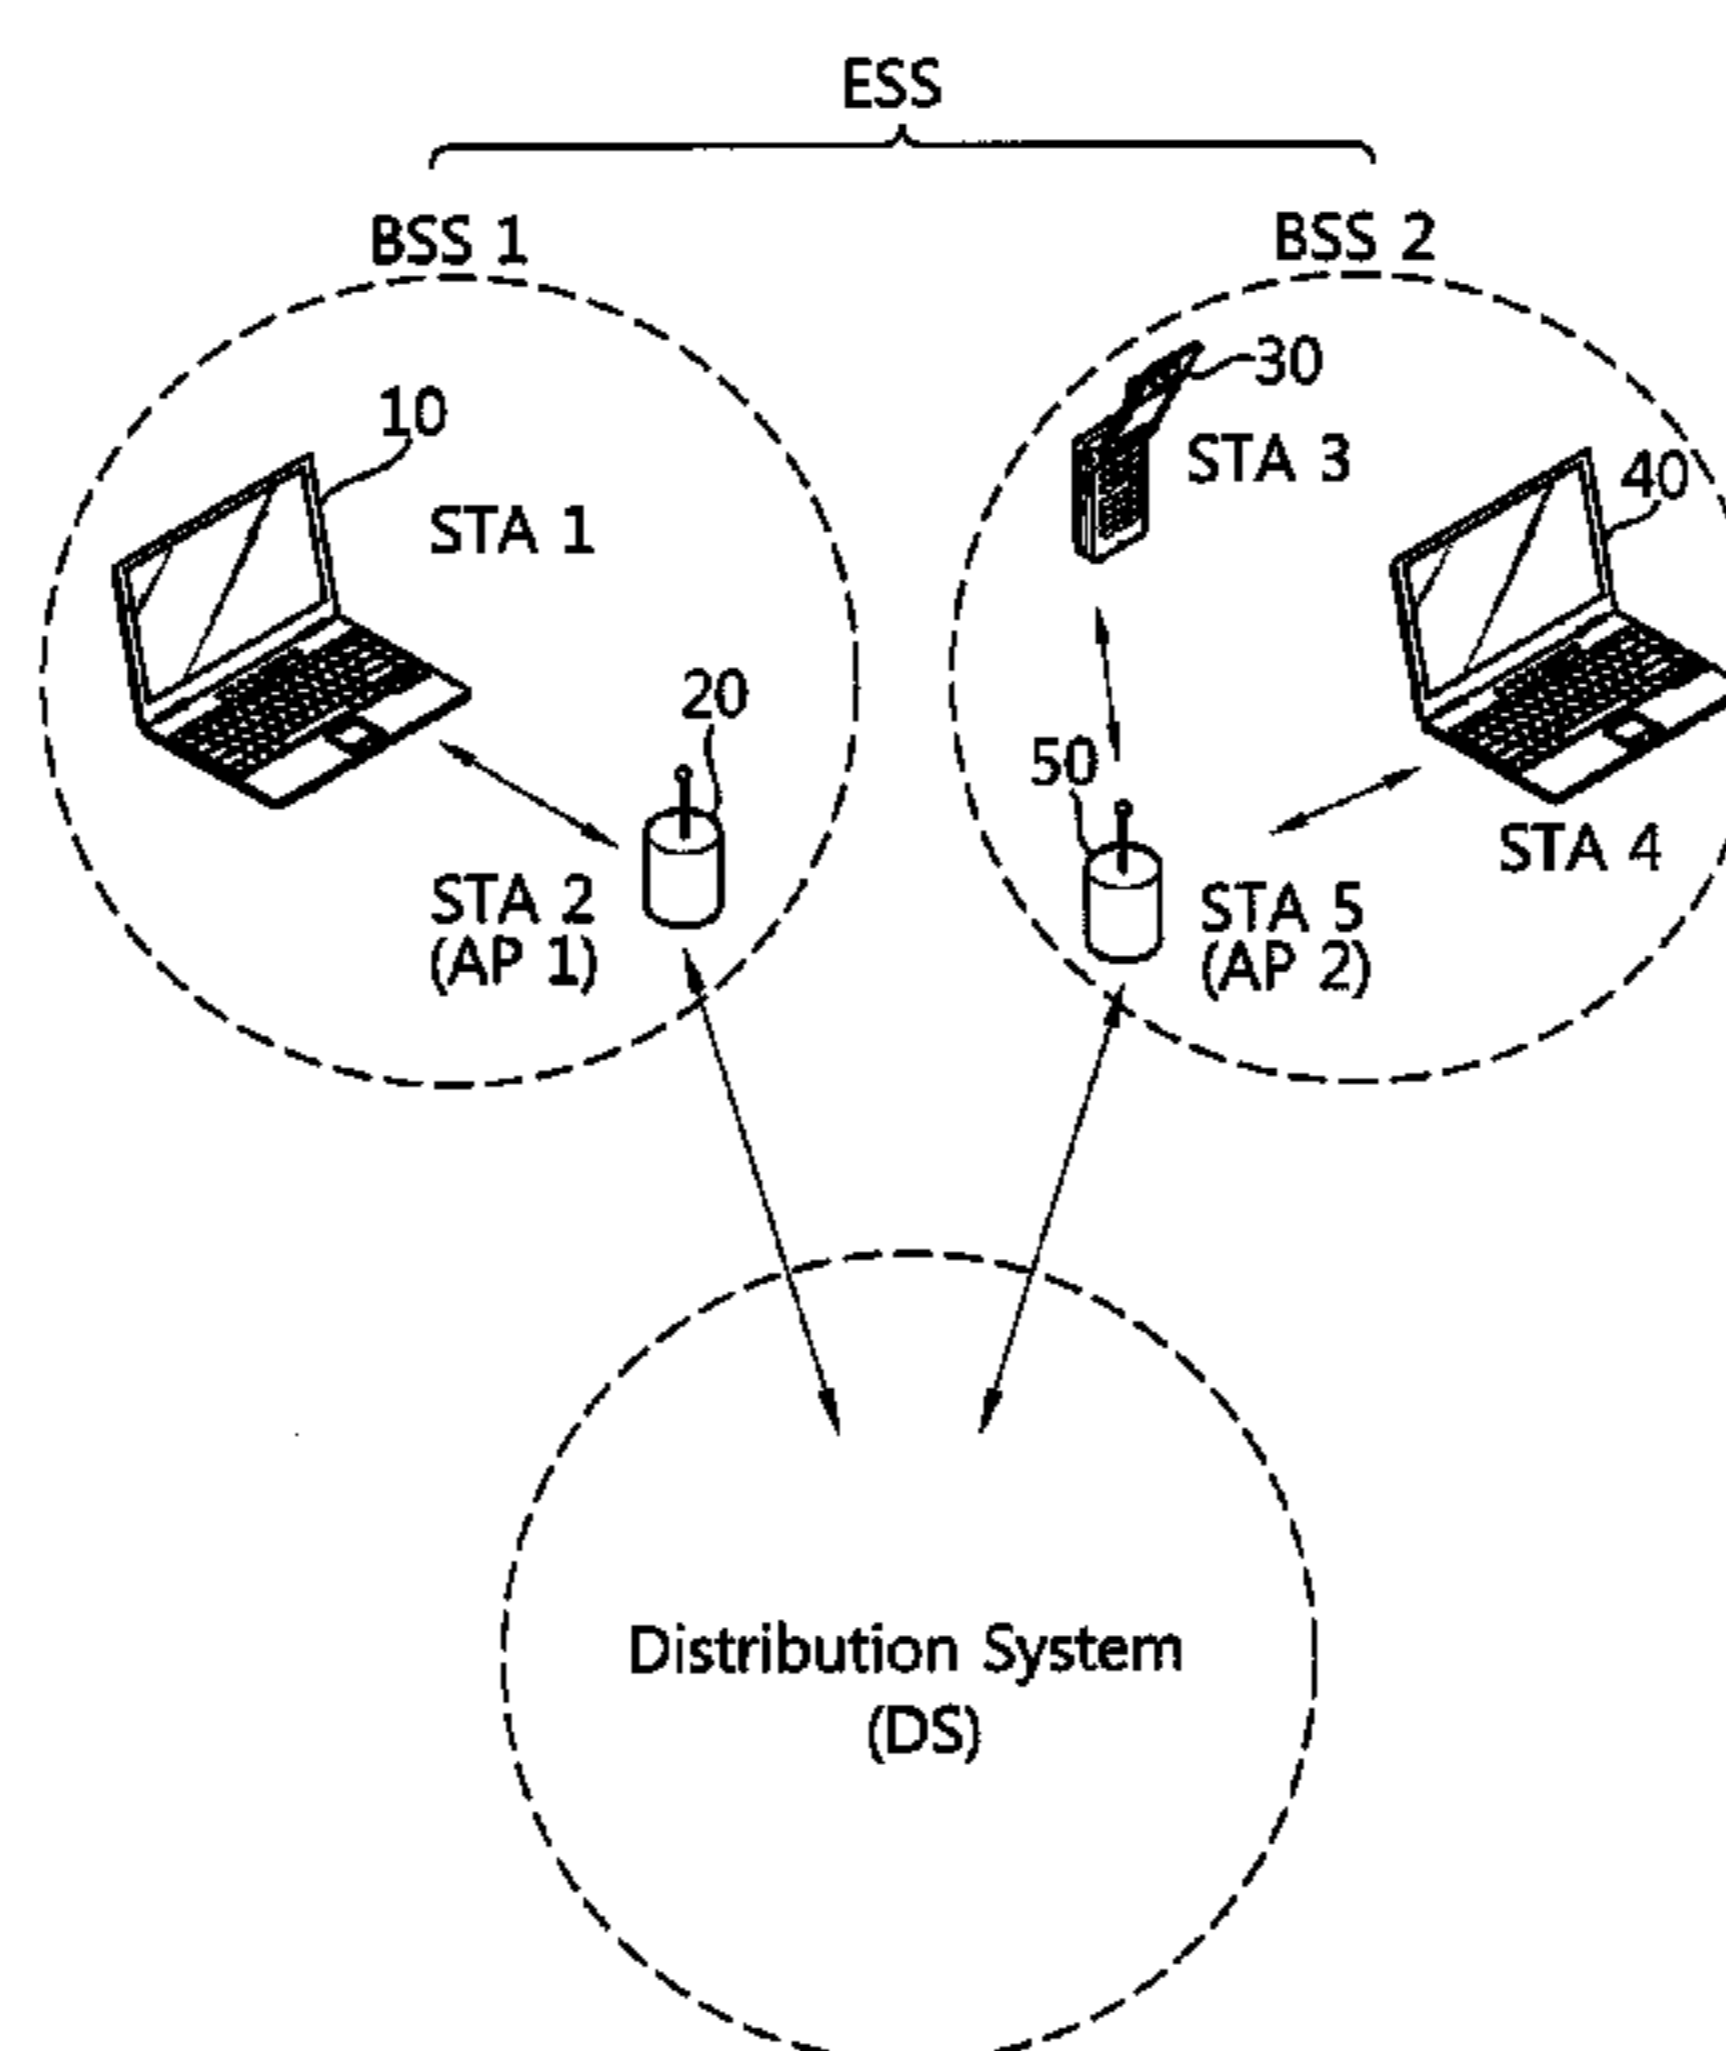 ESS
BSS 1
BSS 2
10
STA 1
20
STA 2
(AP 1)
30
STA 3
40
STA 4
50
STA 5
(AP 2)
Distribution System
(DS)